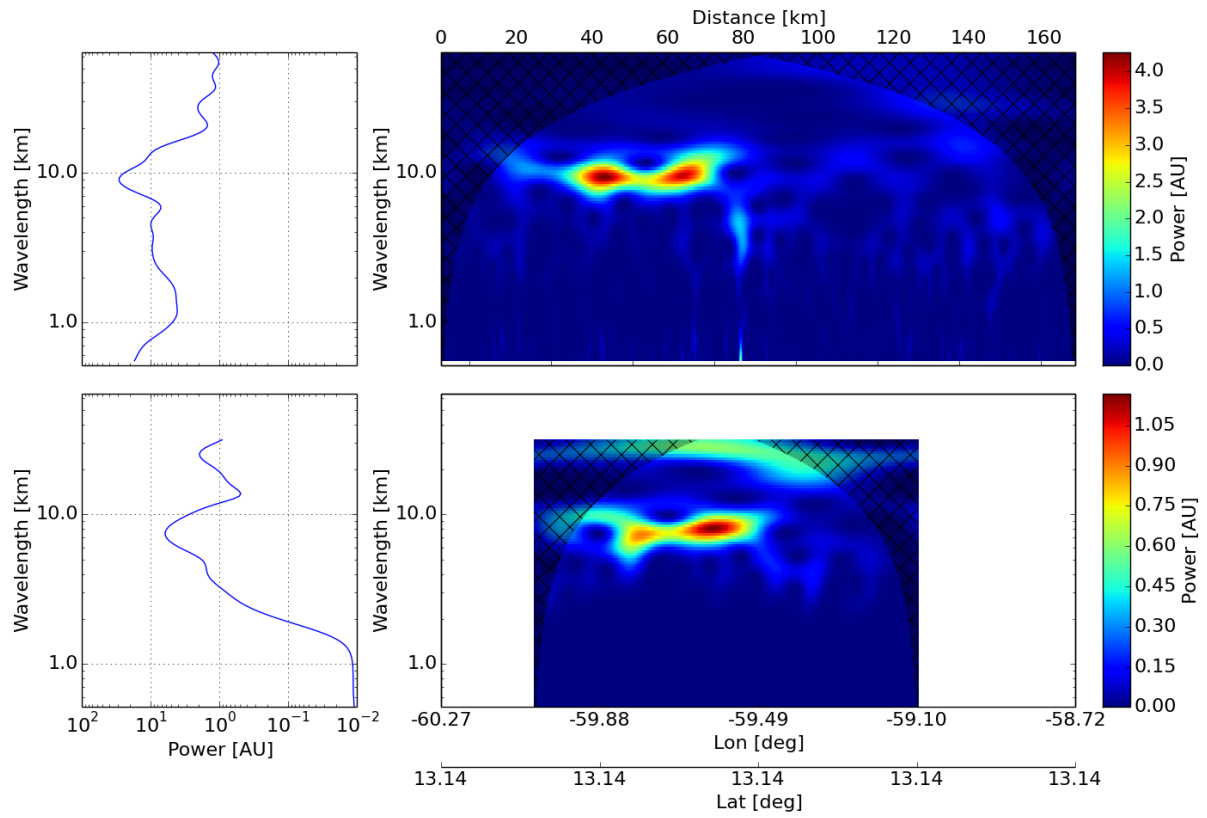 Distance [km]
0 20 40 60 80 100 120 140 160
Wavelength [km]
10.0
1.0
Wavelength [km]
10.0
1.0
4.0
3.5
3.0
2.5
2.0
1.5
1.0
0.5
0.0
Power [AU]
Wavelength [km]
10.0
1.0
10² 10¹ 10⁰ 10⁻¹ 10⁻²
Power [AU]
Wavelength [km]
10.0
1.0
-60.27 -59.88 -59.49 -59.10 -58.72
Lon [deg]
13.14 13.14 13.14 13.14 13.14
Lat [deg]
1.05
0.90
0.75
0.60
0.45
0.30
0.15
0.00
Power [AU]